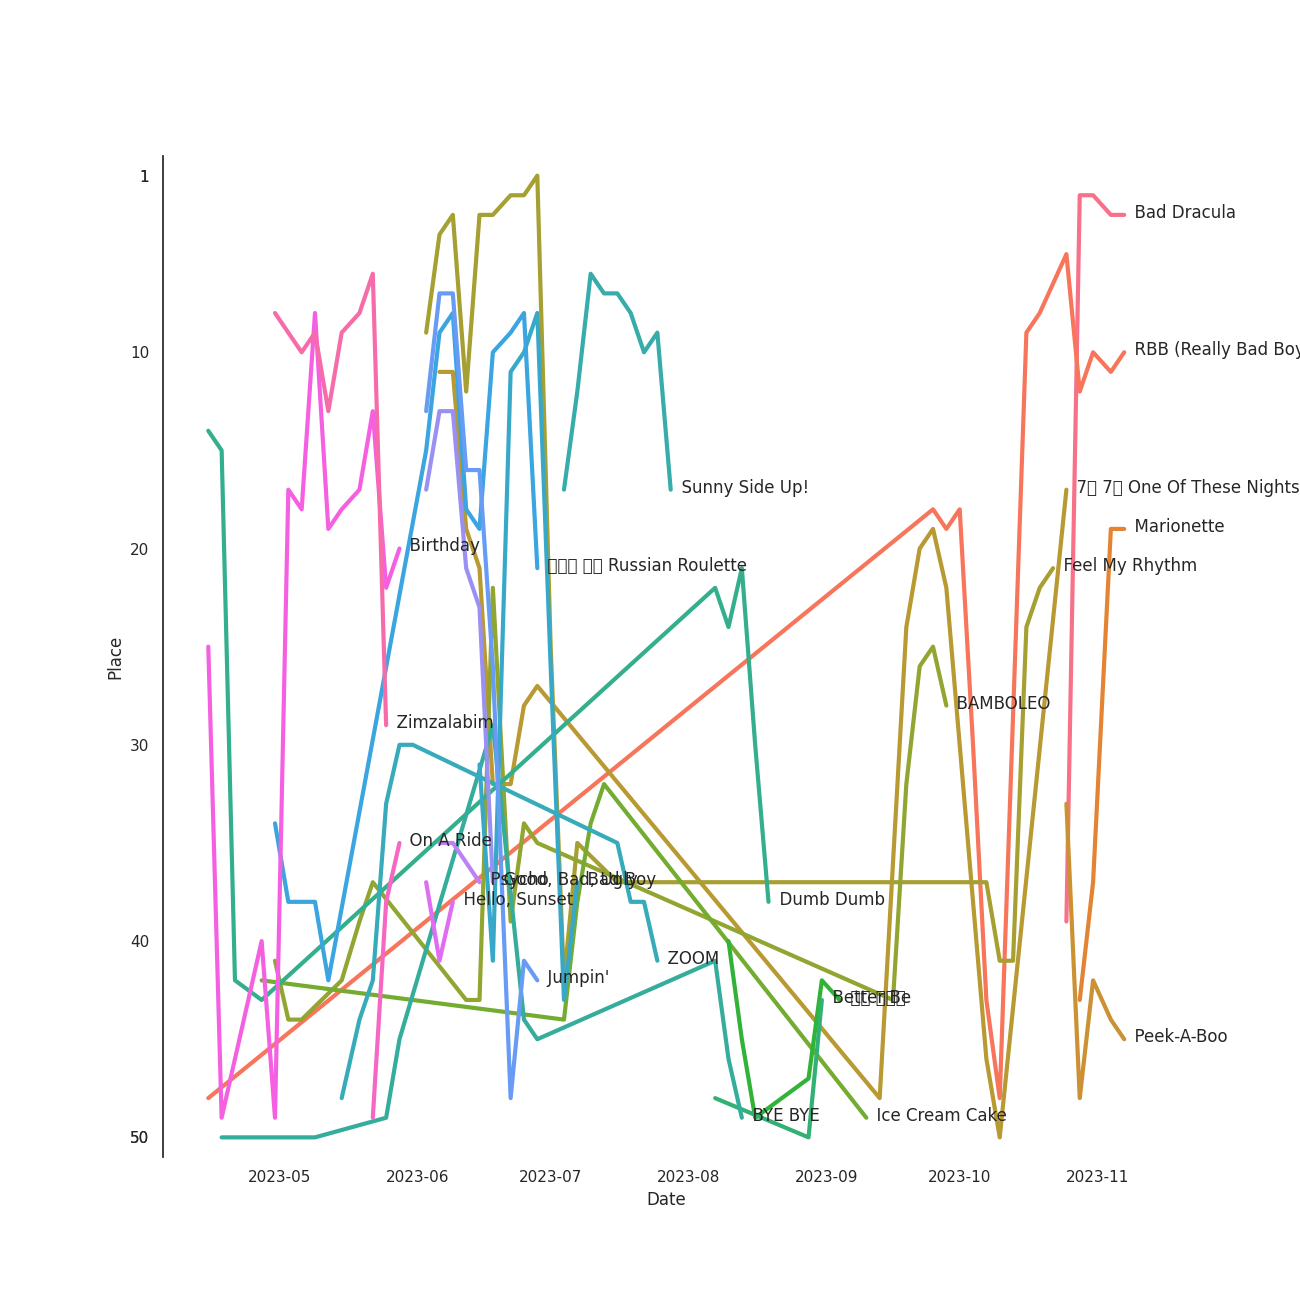 1
Bad Dracula
10
RBB (Really Bad Boy
Sunny Side Up!
7 7 One Of These Nights
Marionette
20
Birthday
Russian Roulette
Feel My Rhythm
BAMBOLEO
Zimzalabim
30
On A Ride
Psycho
Good, Bad, Ugly
Bad Boy
Hello, Sunset
Dumb Dumb
40
ZOOM
Jumpin'
Better Be
Peek-A-Boo
BYE BYE
Ice Cream Cake
50
Place
2023-05
2023-06
2023-07
2023-08
2023-09
2023-10
2023-11
Date